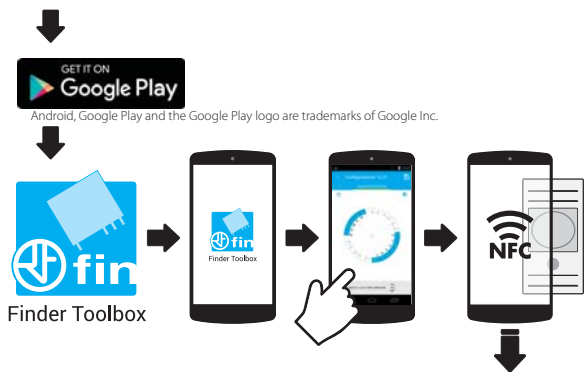 GET IT ON
Google Play
Android, Google Play and the Google Play logo are trademarks of Google Inc.
fin
Finder Toolbox
fin
Finder Toolbox
NFC